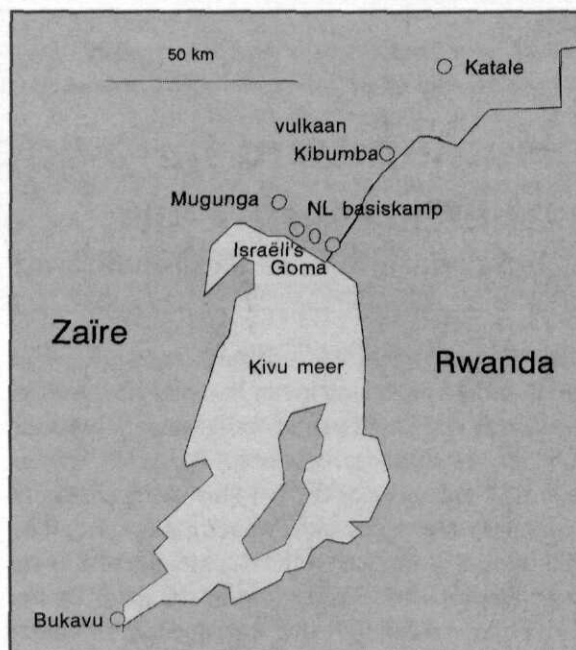 50 km
Katale
vulkaan
Kibumba
Mugunga
NL basiskamp
Israëli's
Goma
Zaïre
Rwanda
Kivu meer
Bukavu